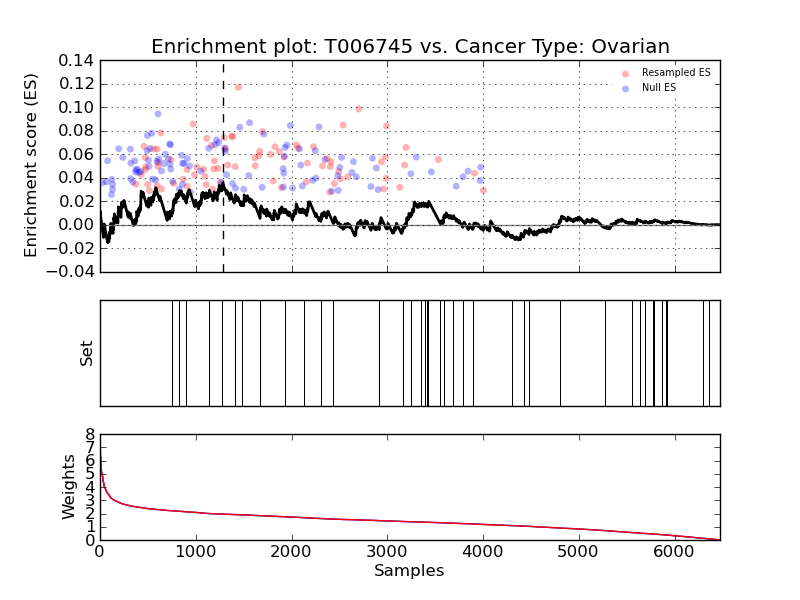 Enrichment plot: T006745 vs. Cancer Type: Ovarian
Enrichment score (ES)
0.14
0.12
0.10
0.08
0.06
0.04
0.02
0.00
−0.02
−0.04
Resampled ES
Null ES
Set
Weights
8
7
6
5
4
3
2
1
0
0 1000 2000 3000 4000 5000 6000
Samples